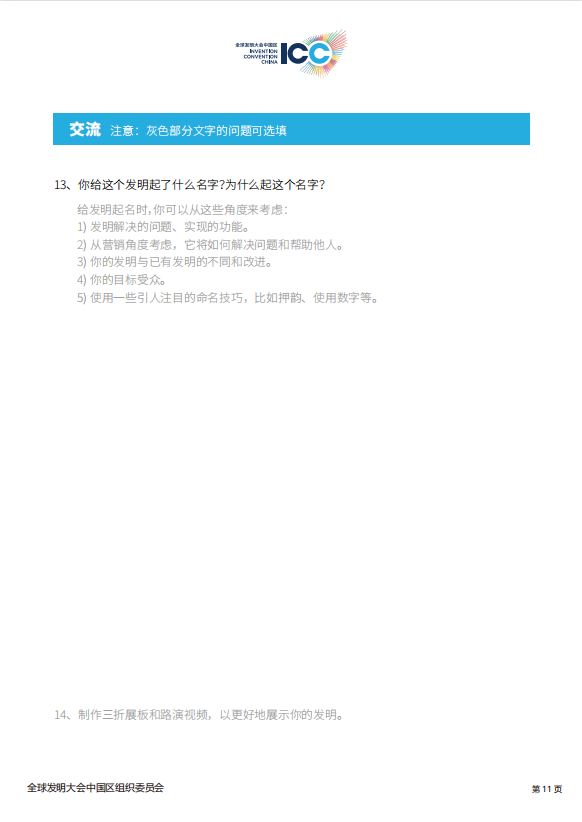 全球发明大会中国区
INVENTION
CONVENTION
CHINA
ICC
交流 注意：灰色部分文字的问题可选填
13、你给这个发明起了什么名字?为什么起这个名字?
给发明起名时,你可以从这些角度来考虑：
1) 发明解决的问题、实现的功能。
2) 从营销角度考虑，它将如何解决问题和帮助他人。
3) 你的发明与已有发明的不同和改进。
4) 你的目标受众。
5) 使用一些引人注目的命名技巧，比如押韵、使用数字等。
14、制作三折展板和路演视频，以更好地展示你的发明。
全球发明大会中国区组织委员会
第 11 页